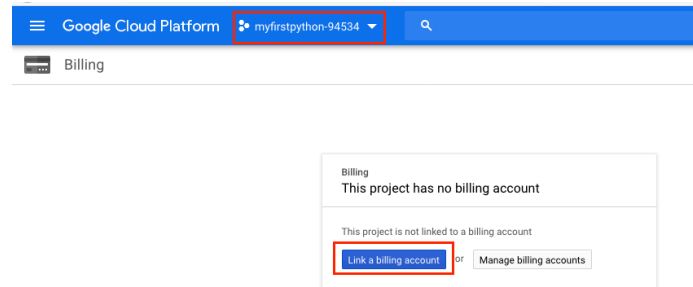 Google Cloud Platform myfirstpython-94534
Billing
Billing
This project has no billing account
This project is not linked to a billing account
Link a billing account or Manage billing accounts